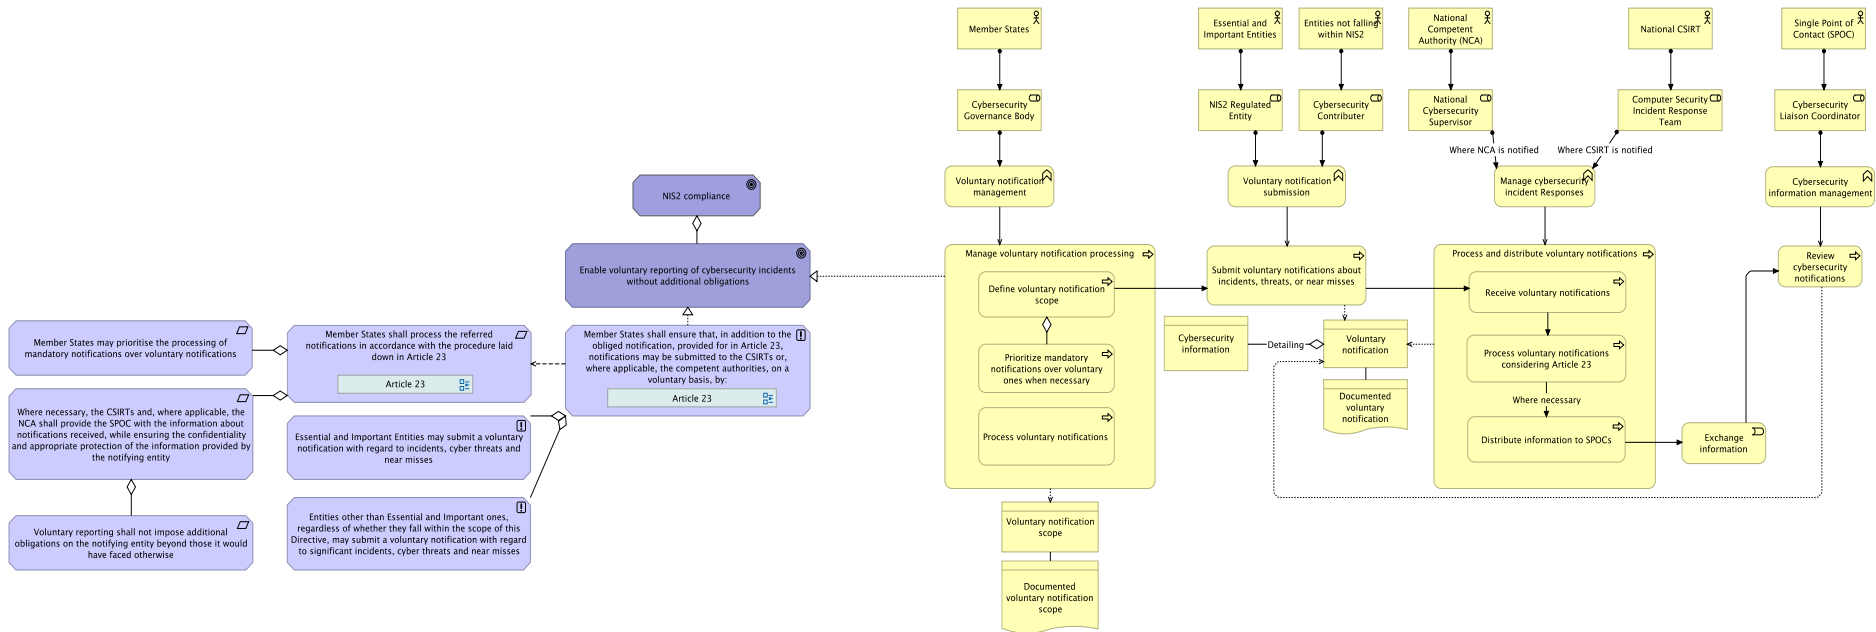 Member States
Essential and
Important Entities
Entities not falling
within NIS2
National
Competent
Authority (NCA)
National CSIRT
Single Point of
Contact (SPOC)
Cybersecurity
Governance Body
NIS2 Regulated
Entity
Cybersecurity
Contributer
National
Cybersecurity
Supervisor
Computer Security
Incident Response
Team
Cybersecurity
Liaison Coordinator
Where NCA is notified
Where CSIRT is notified
Voluntary notification
management
Voluntary notification
submission
Manage cybersecurity
incident Responses
Cybersecurity
information management
NIS2 compliance
Enable voluntary reporting of cybersecurity incidents
without additional obligations
Manage voluntary notification processing
Define voluntary notification
scope
Prioritize mandatory
notifications over voluntary
ones when necessary
Process voluntary notifications
Submit voluntary notifications about
incidents, threats, or near misses
Process and distribute voluntary notifications
Receive voluntary notifications
Process voluntary notifications
considering Article 23
Where necessary
Distribute information to SPOCs
Review
cybersecurity
notifications
Cybersecurity
information
Detailing
Voluntary
notification
Documented
voluntary
notification
Exchange
information
Voluntary notification
scope
Documented
voluntary notification
scope
Member States may prioritise the processing of
mandatory notifications over voluntary notifications
Member States shall process the referred
notifications in accordance with the procedure laid
down in Article 23
Article 23
Member States shall ensure that, in addition to the
obliged notification, provided for in Article 23,
notifications may be submitted to the CSIRTs or,
where applicable, the competent authorities, on a
voluntary basis, by:
Article 23
Where necessary, the CSIRTs and, where applicable, the
NCA shall provide the SPOC with the information about
notifications received, while ensuring the confidentiality
and appropriate protection of the information provided by
the notifying entity
Essential and Important Entities may submit a voluntary
notification with regard to incidents, cyber threats and
near misses
Voluntary reporting shall not impose additional
obligations on the notifying entity beyond those it would
have faced otherwise
Entities other than Essential and Important ones,
regardless of whether they fall within the scope of this
Directive, may submit a voluntary notification with regard
to significant incidents, cyber threats and near misses